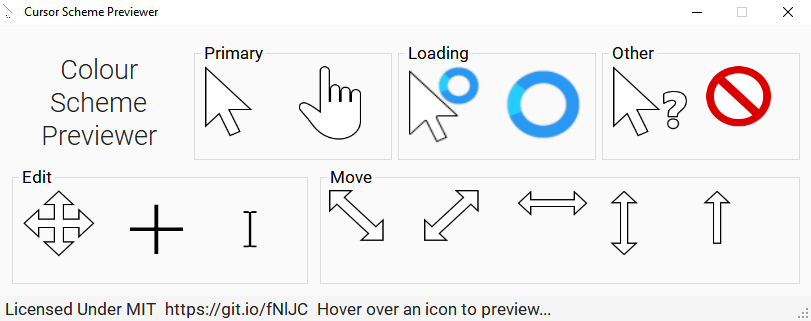 Cursor Scheme Previewer
Colour
Scheme
Previewer
Primary
Loading
Other
?
Edit
Move
Licensed Under MIT  https://git.io/fNlJC  Hover over an icon to preview...